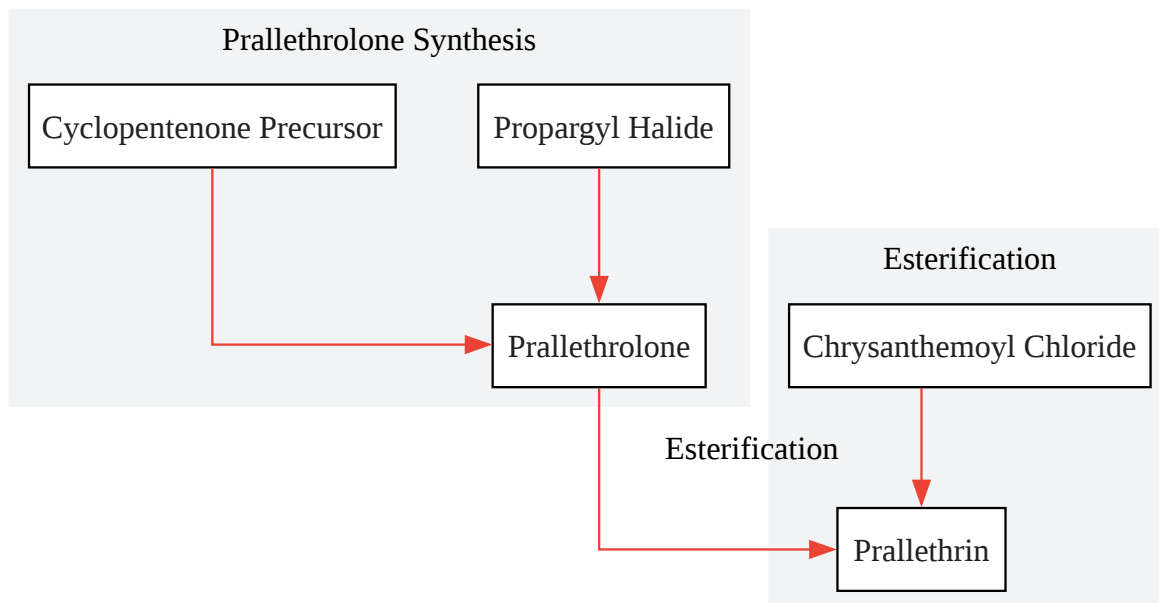 Prallethrolone Synthesis
Cyclopentenone Precursor
Propargyl Halide
Esterification
Prallethrolone
Chrysanthemoyl Chloride
Esterification
Prallethrin